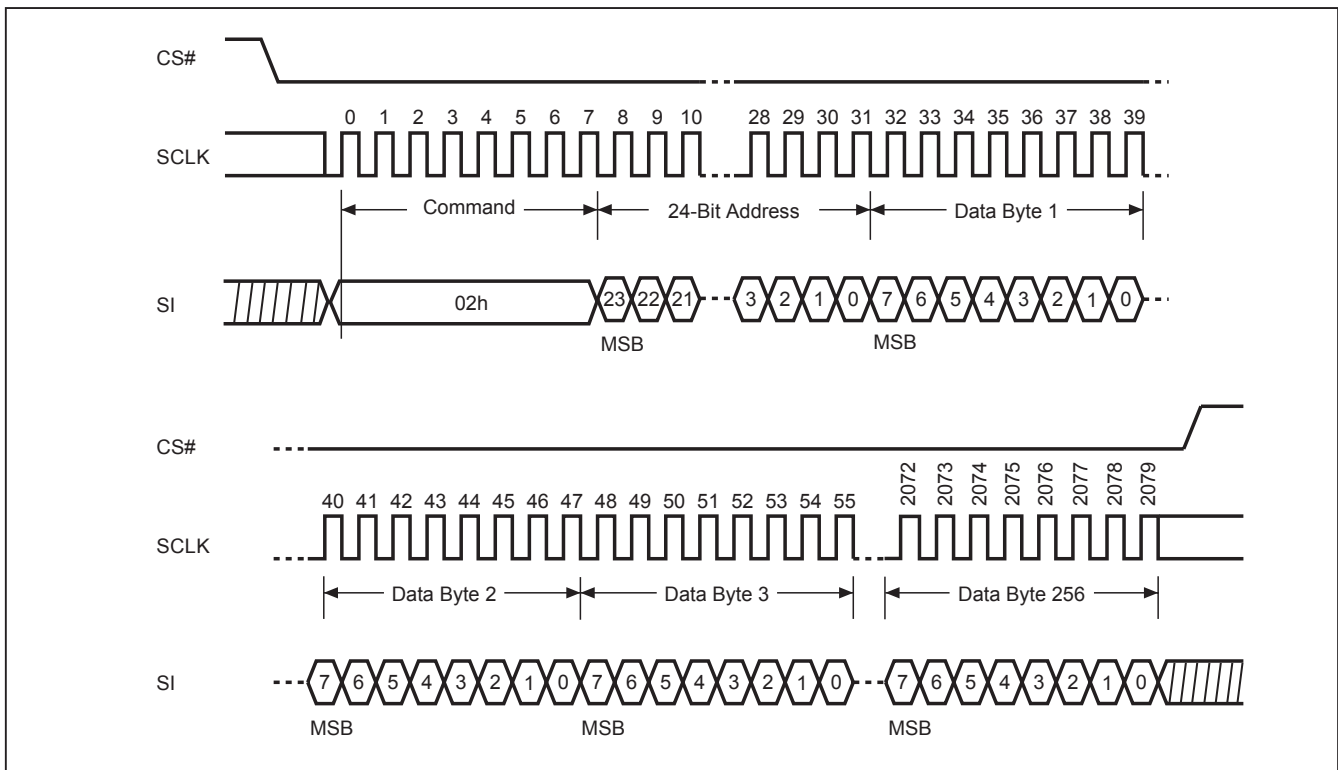 CS#
0 1 2 3 4 5 6 7 8 9 10 28 29 30 31 32 33 34 35 36 37 38 39
SCLK
Command 24-Bit Address Data Byte 1
SI 02h 23 22 21 3 2 1 0 7 6 5 4 3 2 1 0
MSB MSB
CS#
40 41 42 43 44 45 46 47 48 49 50 51 52 53 54 55 2072 2073 2074 2075 2076 2077 2078 2079
SCLK
Data Byte 2 Data Byte 3 Data Byte 256
SI 7 6 5 4 3 2 1 0 7 6 5 4 3 2 1 0 7 6 5 4 3 2 1 0
MSB MSB MSB